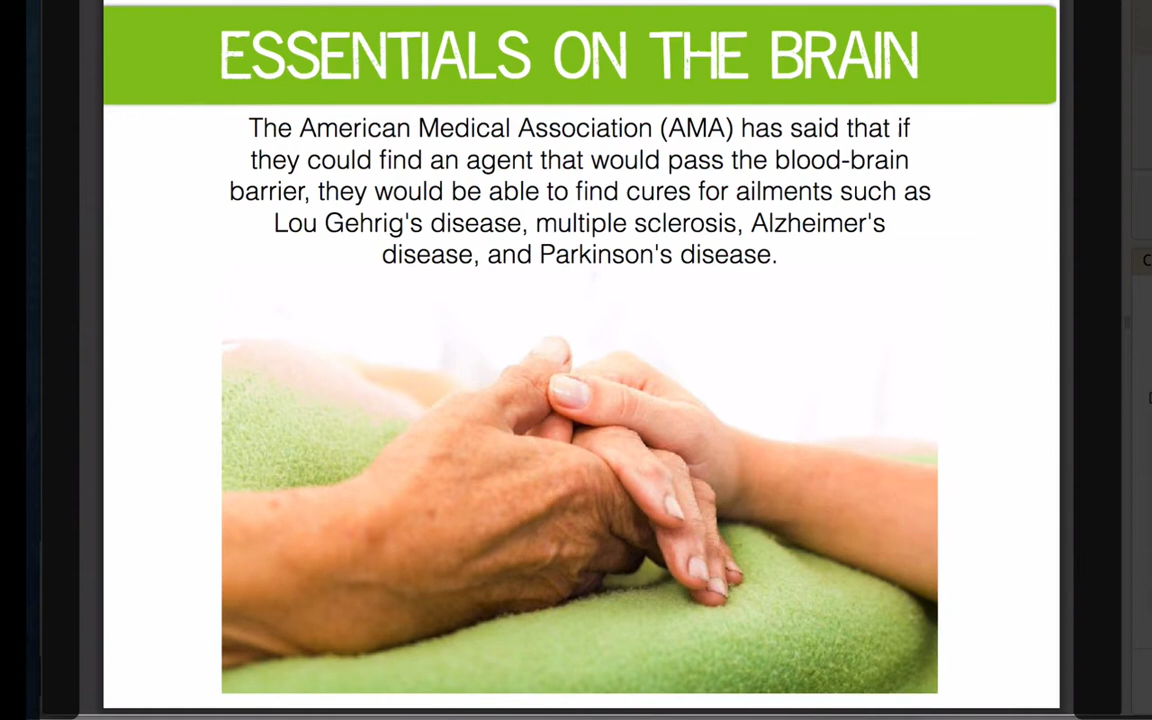 ESSENTIALS ON THE BRAIN
The American Medical Association (AMA) has said that if
they could find an agent that would pass the blood-brain
barrier, they would be able to find cures for ailments such as
Lou Gehrig's disease, multiple sclerosis, Alzheimer's
disease, and Parkinson's disease.